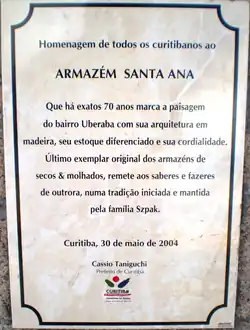 Homenagem de todos os curitibanos ao
ARMAZÉM SANTA ANA
Que há exatos 70 anos marca a paisagem
do bairro Uberaba com sua arquitetura em
madeira, seu estoque diferenciado e sua cordialidade.
Último exemplar original dos armazéns de
secos & molhados, remete aos saberes e fazeres
de outrora, numa tradição iniciada e mantida
pela família Szpak.
Curitiba, 30 de maio de 2004
Cassio Taniguchi
Prefeito de Curitiba
CURITIBA